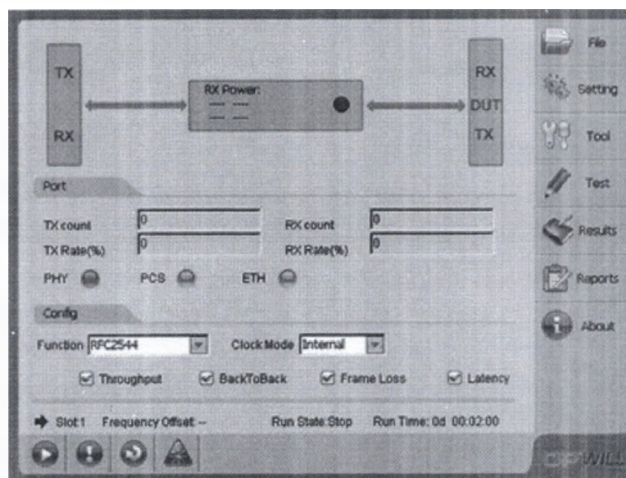 File
TX
RX
RX Power:
-- --
-- --
RX
DUT
TX
Setting
Tool
Test
Results
Reports
About
Port
TX count 0 RX count 0
TX Rate(%) 0 RX Rate(%) 0
PHY PCS ETH
Config
Function RFC2544 Clock Mode Internal
Throughput BackToBack Frame Loss Latency
Slot:1 Frequency Offset: -- Run State:Stop Run Time: 0d 00:02:00